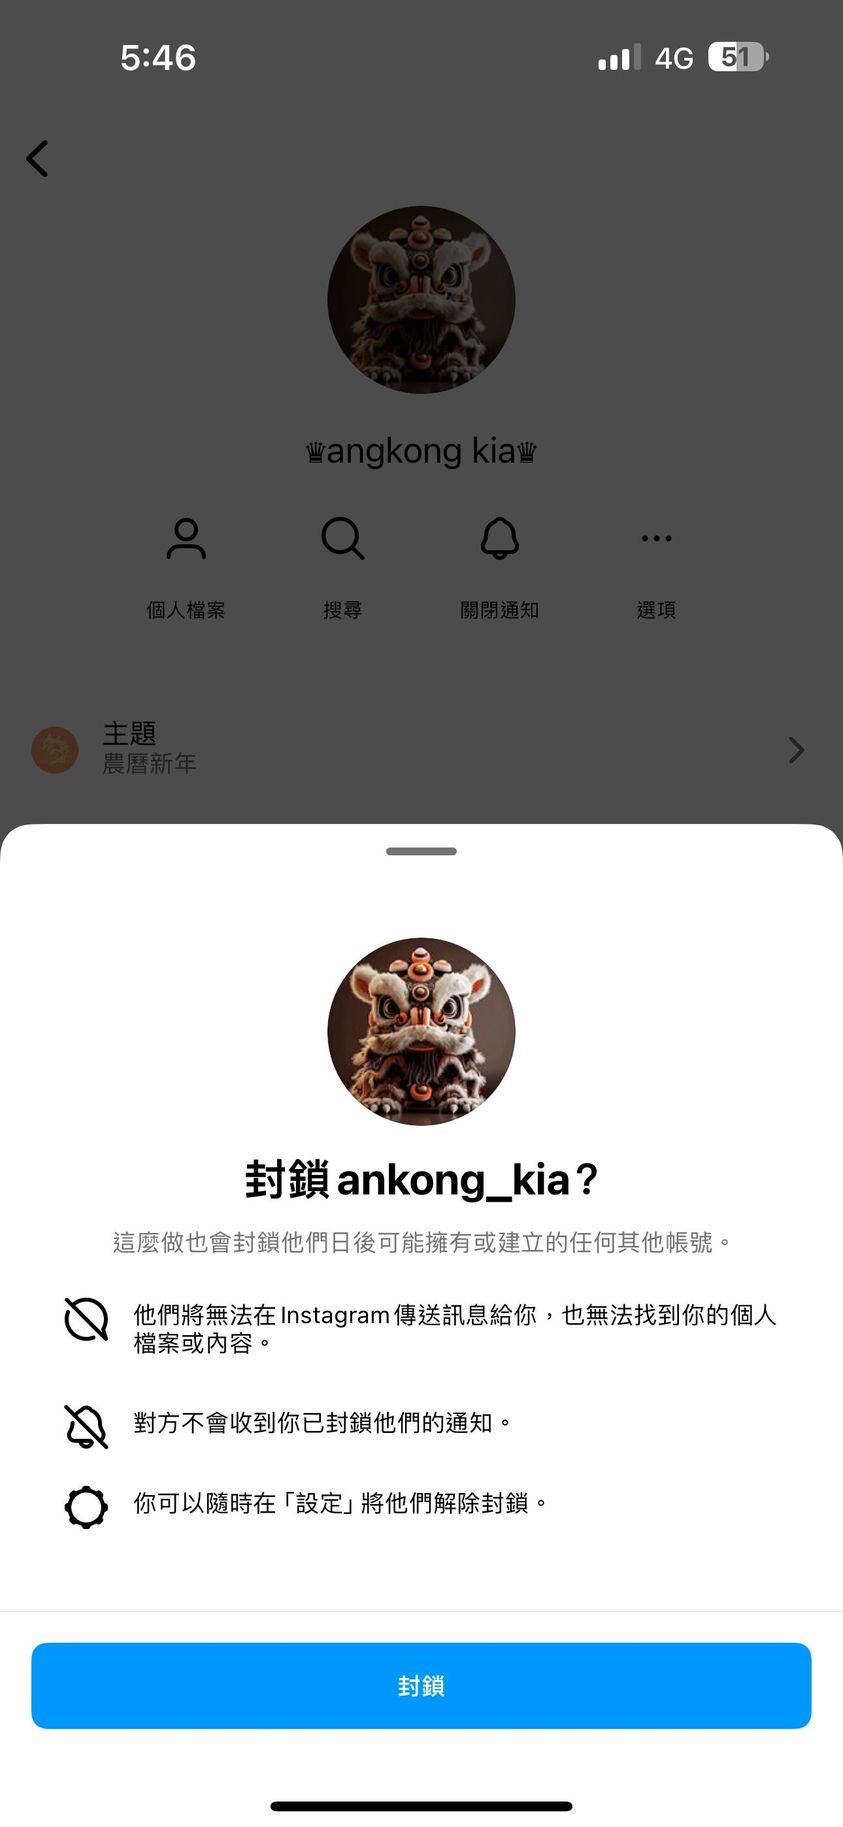 5:46
4G 51
♛angkong kia♛
個人檔案 搜尋 關閉通知 選項
主題
農曆新年
封鎖 ankong_kia？
這麼做也會封鎖他們日後可能擁有或建立的任何其他帳號。
他們將無法在 Instagram 傳送訊息給你，也無法找到你的個人
檔案或內容。
對方不會收到你已封鎖他們的通知。
你可以隨時在「設定」將他們解除封鎖。
封鎖